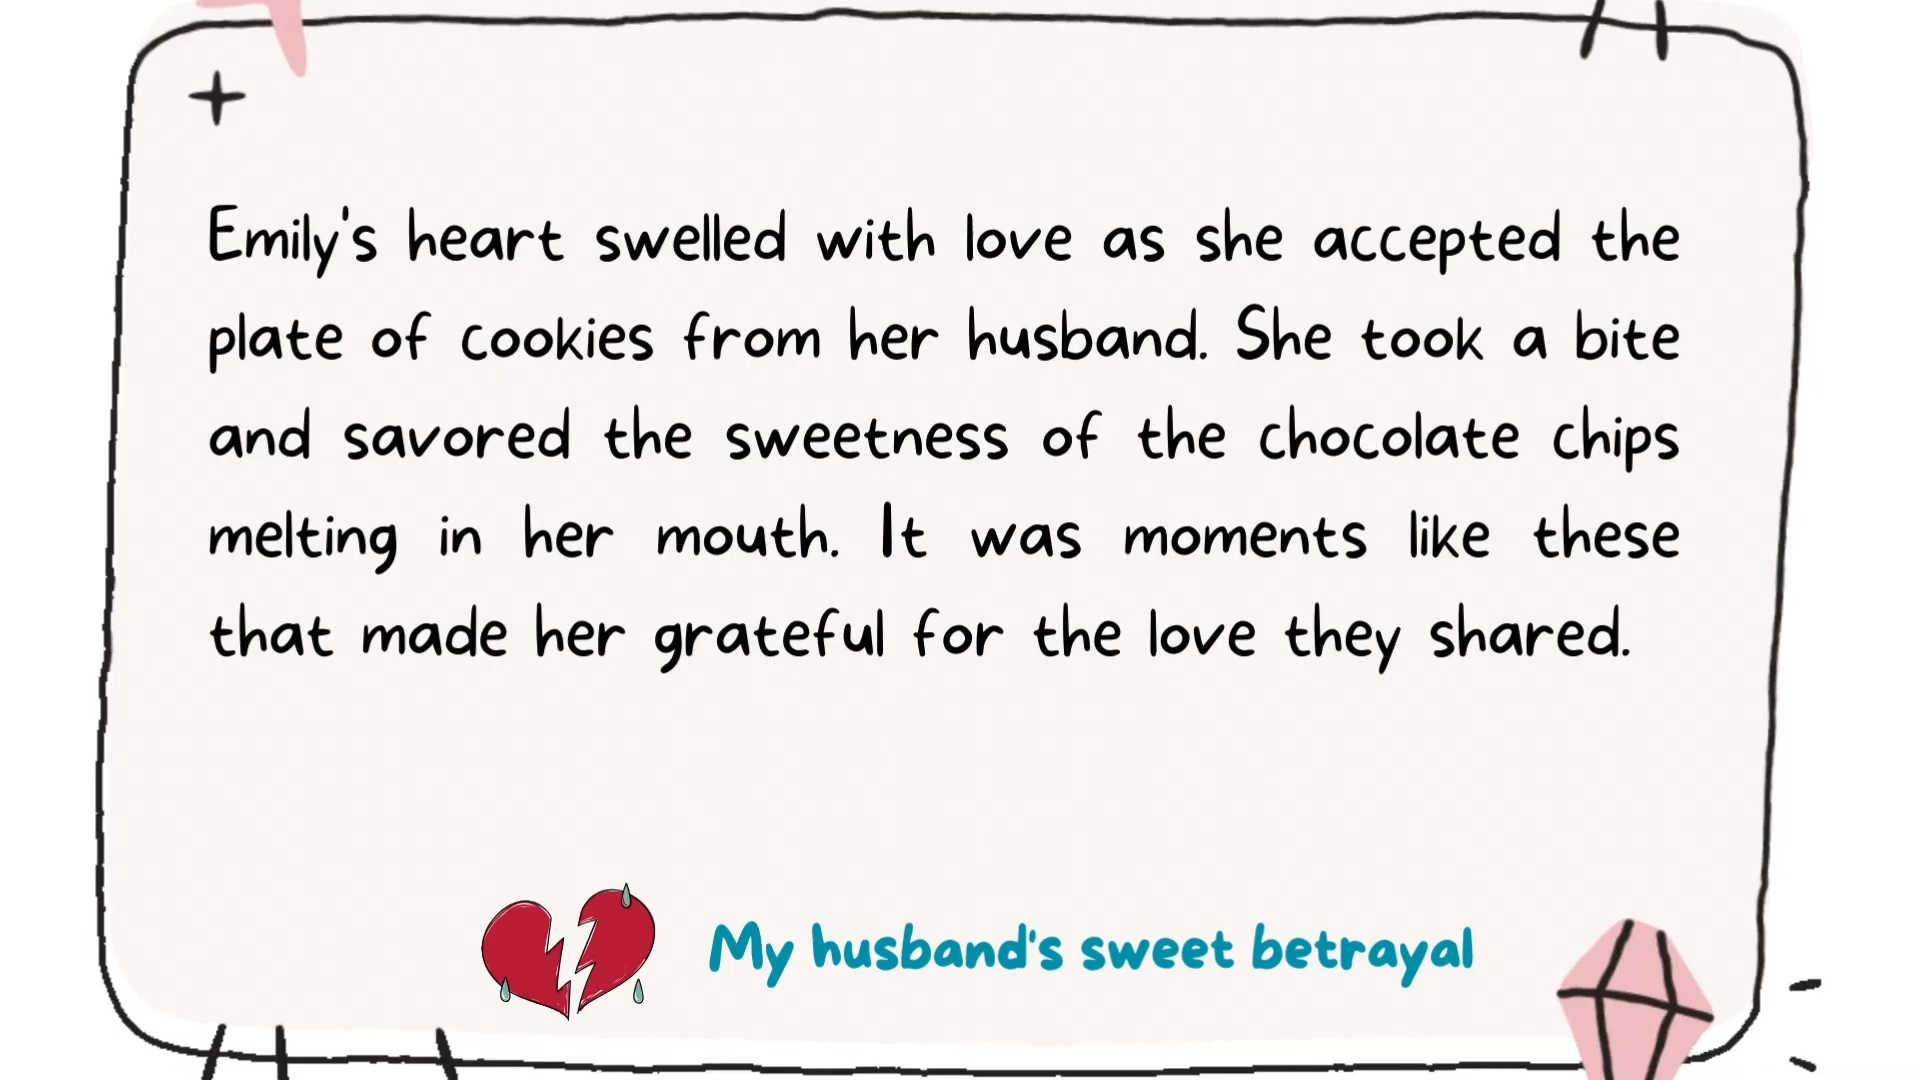 Emily's heart swelled with love as she accepted the
plate of cookies from her husband. She took a bite
and savored the sweetness of the chocolate chips
melting in her mouth. It was moments like these
that made her grateful for the love they shared.
My husband's sweet betrayal